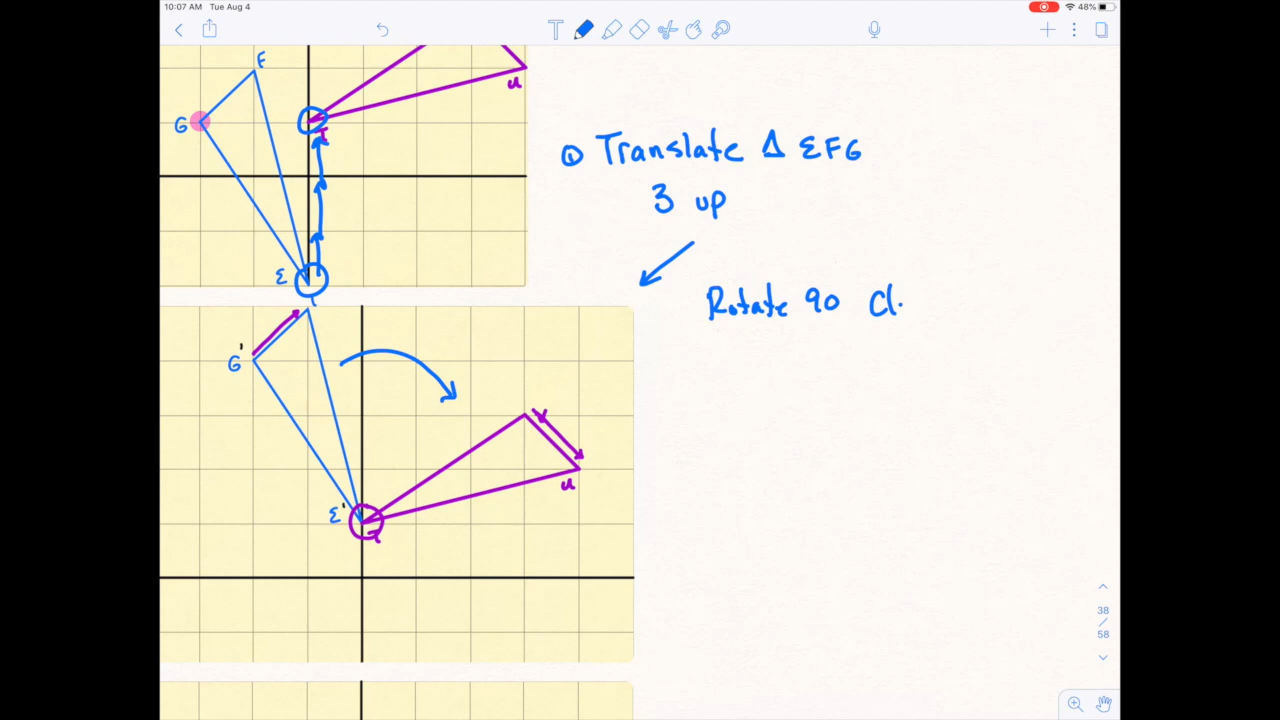 10:07 AM Tue Aug 4
48%
F
u
G
① Translate Δ EFG
3 up
E
Rotate 90 Cl.
G'
u
E'
38
58